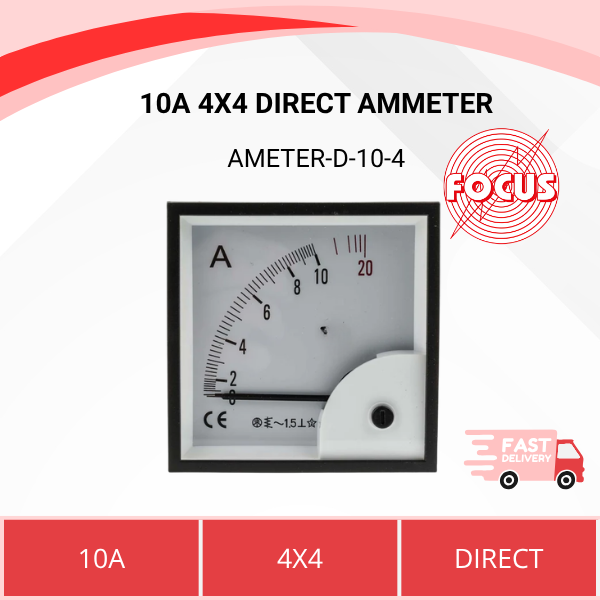 10A 4X4 DIRECT AMMETER
AMETER-D-10-4
FOCUS
A
0
2
4
6
8
10
20
CE
1.5
FAST
DELIVERY
10A
4X4
DIRECT